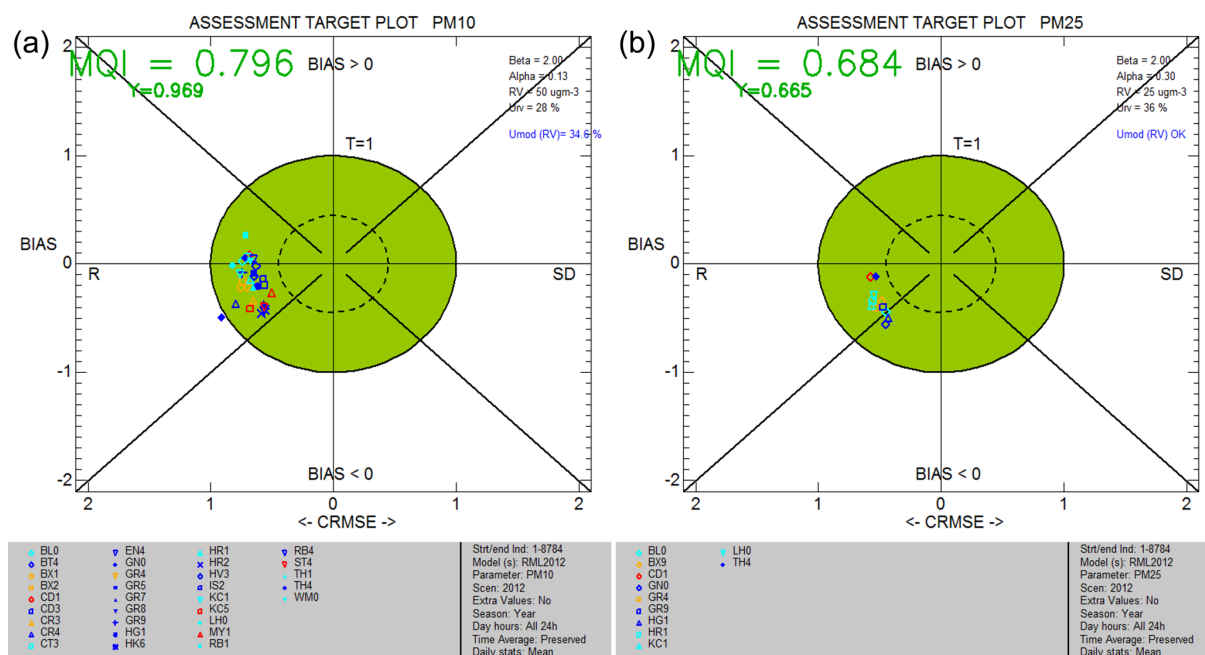 ASSESSMENT TARGET PLOT PM10
(a)
2
MQI = 0.796
Y=0.969
BIAS > 0
Beta = 2.00
Alpha = 0.13
RV = 50 ugm-3
Urv = 28 %
Umod (RV)= 34.6 %
T=1
1
BIAS
0
R
SD
-1
BIAS < 0
-2
2 1 0 1 2
<- CRMSE ->
BL0
BT4
BX1
BX2
CD1
CD3
CR3
CR4
CT3
EN4
GN0
GR4
GR5
GR7
GR8
GR9
HG1
HK6
HR1
HR2
HV3
IS2
KC1
KC5
LH0
MY1
RB1
RB4
ST4
TH1
TH4
WM0
Strt/end Ind: 1-8784
Model (s): RML2012
Parameter: PM10
Scen: 2012
Extra Values: No
Season: Year
Day hours: All 24h
Time Average: Preserved
Daily stats: Mean
ASSESSMENT TARGET PLOT PM25
(b)
2
MQI = 0.684
Y=0.665
BIAS > 0
Beta = 2.00
Alpha = 0.30
RV = 25 ugm-3
Urv = 36 %
Umod (RV) OK
T=1
1
BIAS
0
R
SD
-1
BIAS < 0
-2
2 1 0 1 2
<- CRMSE ->
BL0
BX9
CD1
GN0
GR4
GR9
HG1
HR1
KC1
LH0
TH4
Strt/end Ind: 1-8784
Model (s): RML2012
Parameter: PM25
Scen: 2012
Extra Values: No
Season: Year
Day hours: All 24h
Time Average: Preserved
Daily stats: Mean